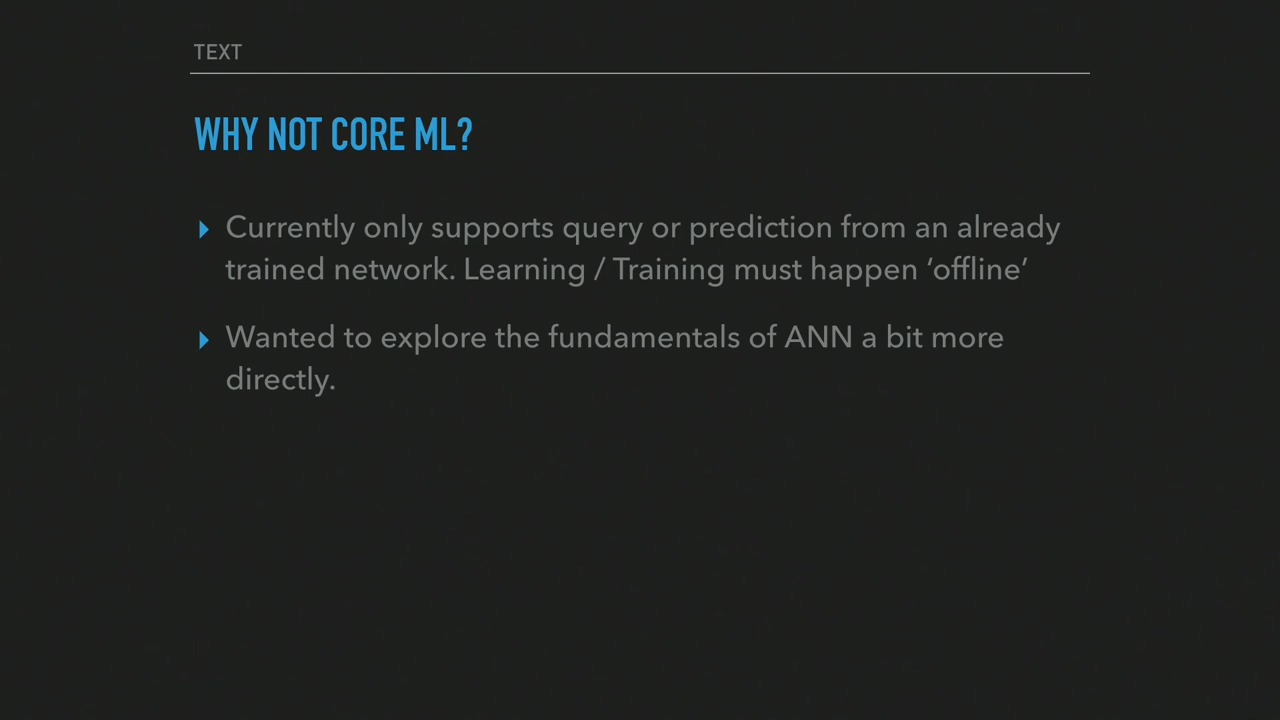 TEXT
WHY NOT CORE ML?
Currently only supports query or prediction from an already
trained network. Learning / Training must happen ‘offline’
Wanted to explore the fundamentals of ANN a bit more
directly.